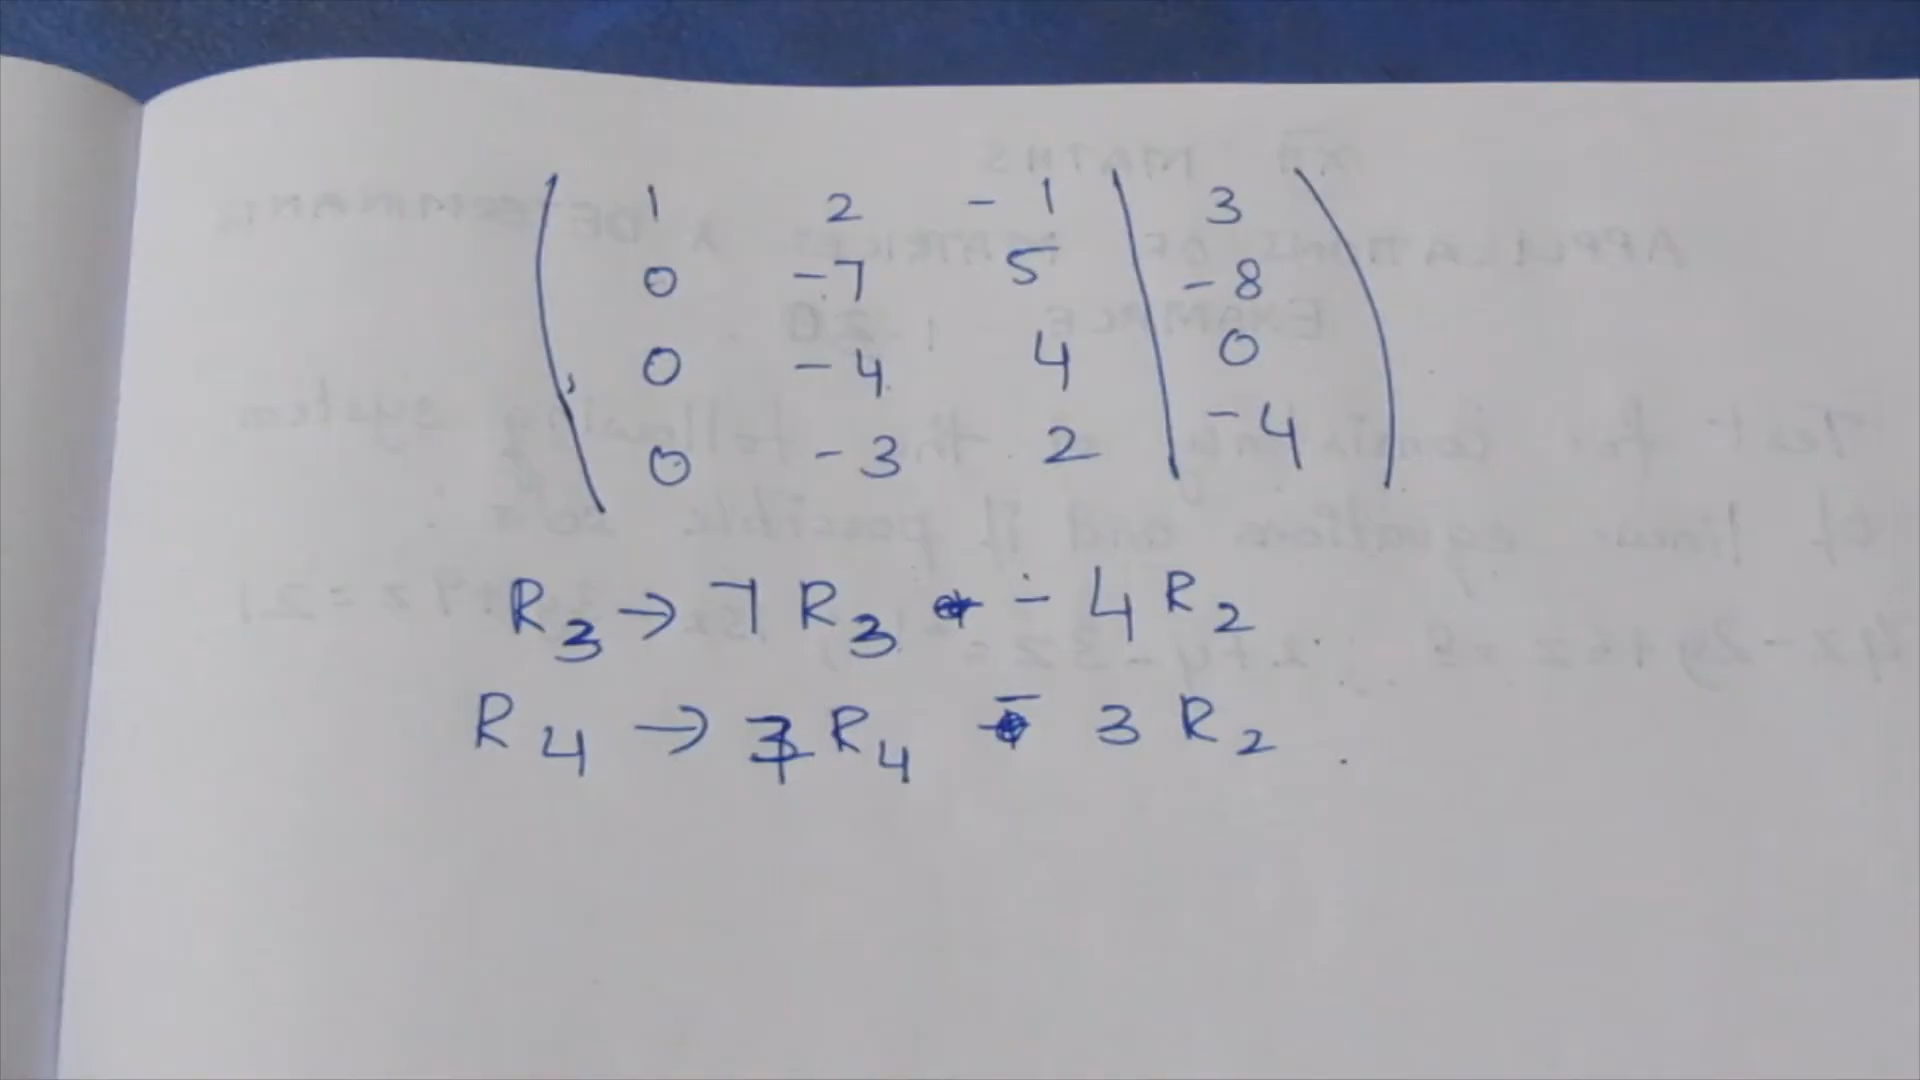 1 2 -1 | 3
0 -7 5 | -8
0 -4 4 | 0
0 -3 2 | -4
R3 → 7 R3 - 4 R2
R4 → 7 R4 - 3 R2